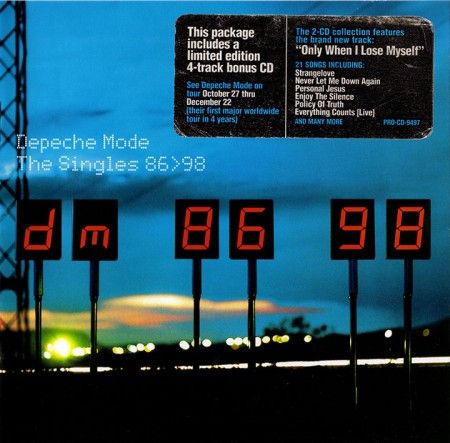 This package
includes a
limited edition
4-track bonus CD
See Depeche Mode on
tour October 27 thru
December 22
(their first major worldwide
tour in 4 years)
The 2-CD collection features
the brand new track:
"Only When I Lose Myself"
21 SONGS INCLUDING:
Strangelove
Never Let Me Down Again
Personal Jesus
Enjoy The Silence
Policy Of Truth
Everything Counts [Live]
AND MANY MORE PRO-CD-9497
Depeche Mode
The Singles 86>98
dm 86 98